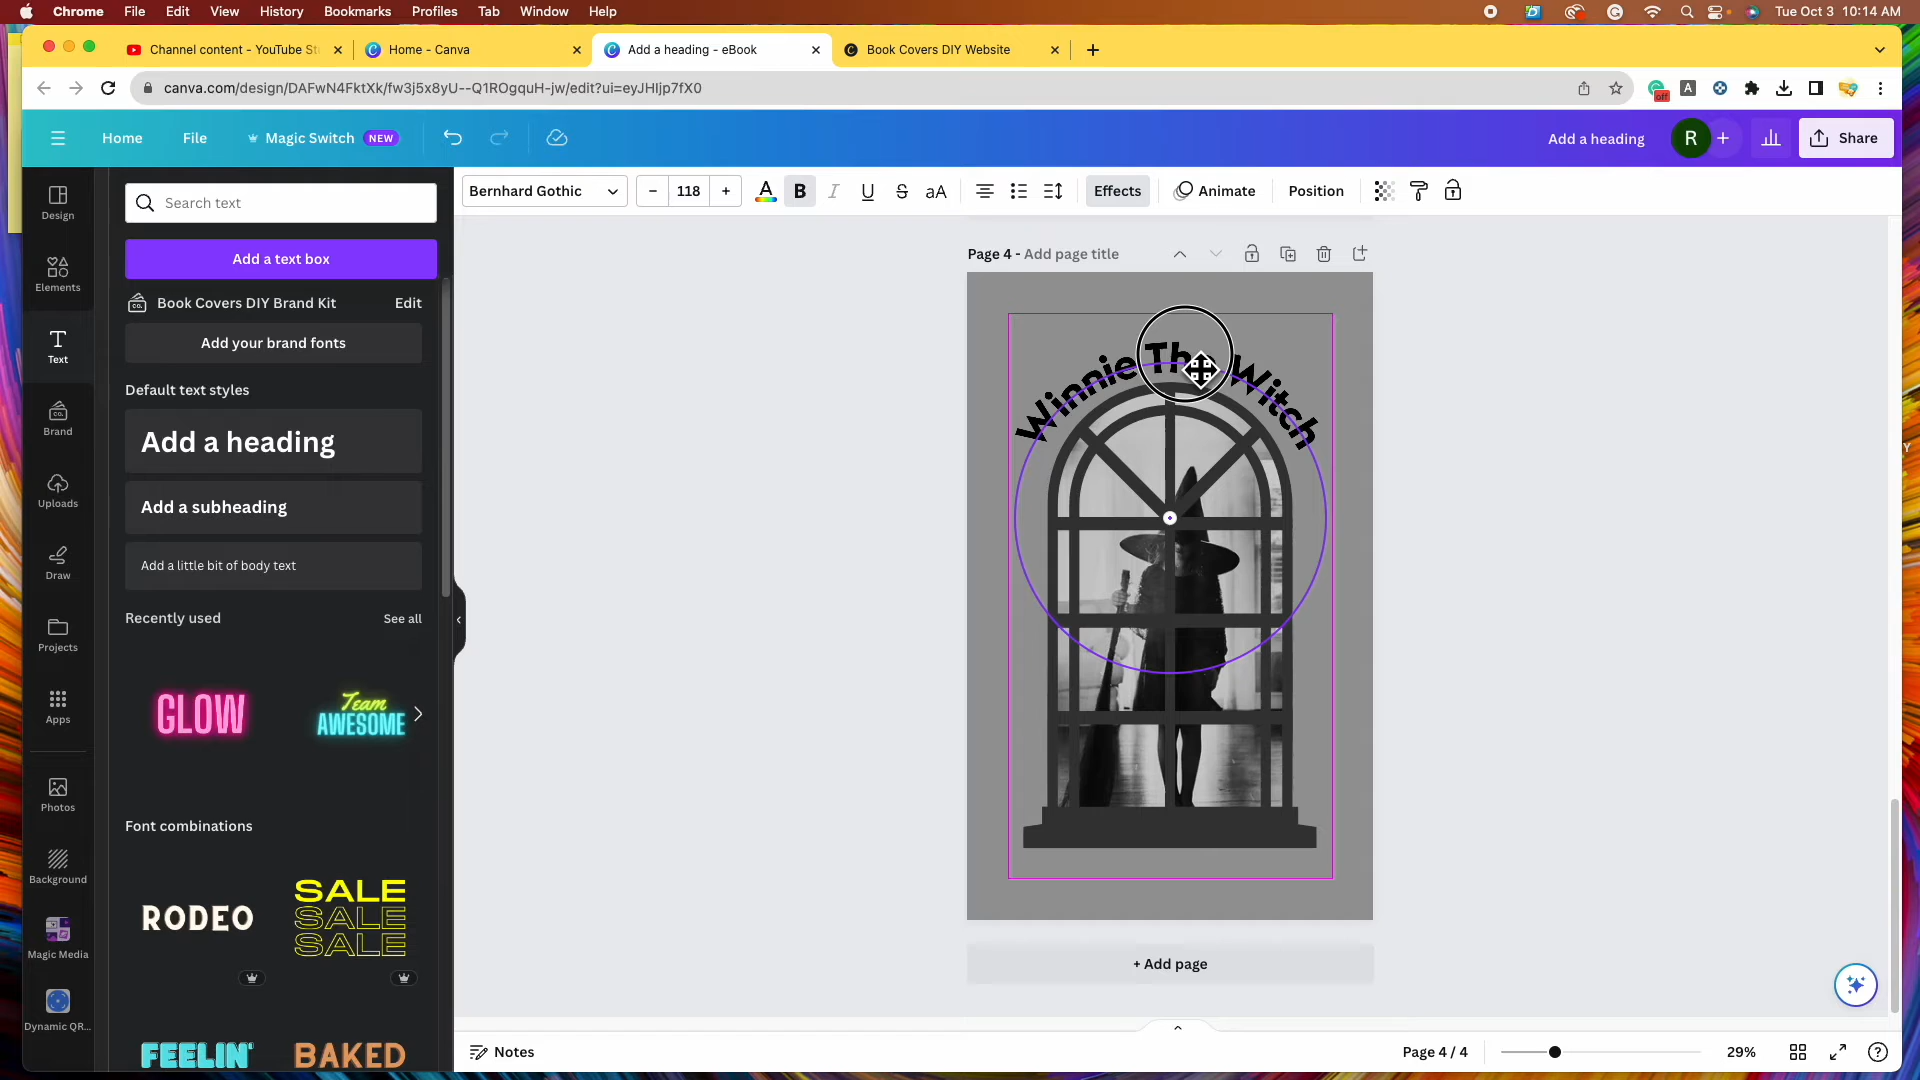 Chrome File Edit View History Bookmarks Profiles Tab Window Help
Tue Oct 3 10:14 AM
Channel content - YouTube St
Home - Canva
Add a heading - eBook
Book Covers DIY Website
canva.com/design/DAFwN4FktXk/fw3j5x8yU--Q1ROgquH-jw/edit?ui=eyJHIjp7fX0
off
A
Home
File
Magic Switch NEW
Add a heading
R
Share
Search text
Bernhard Gothic
118
A
B
I
U
S
aA
Effects
Animate
Position
Design
Elements
Text
Brand
Uploads
Draw
Projects
Apps
Photos
Background
Magic Media
Dynamic QR...
Add a text box
Book Covers DIY Brand Kit
Edit
Add your brand fonts
Default text styles
Add a heading
Add a subheading
Add a little bit of body text
Recently used
See all
GLOW
Team
AWESOME
Font combinations
RODEO
SALE
SALE
SALE
FEELIN'
BAKED
Page 4 - Add page title
Winnie The Witch
+ Add page
Notes
Page 4 / 4
29%